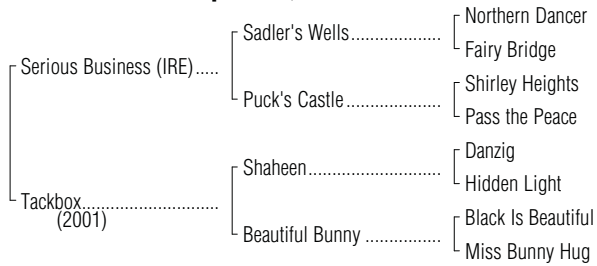 Northern Dancer
Sadler's Wells...................
Fairy Bridge
Serious Business (IRE).....
Shirley Heights
Puck's Castle....................
Pass the Peace
Danzig
Shaheen............................
Hidden Light
Tackbox.............................
(2001)
Black Is Beautiful
Beautiful Bunny ................
Miss Bunny Hug